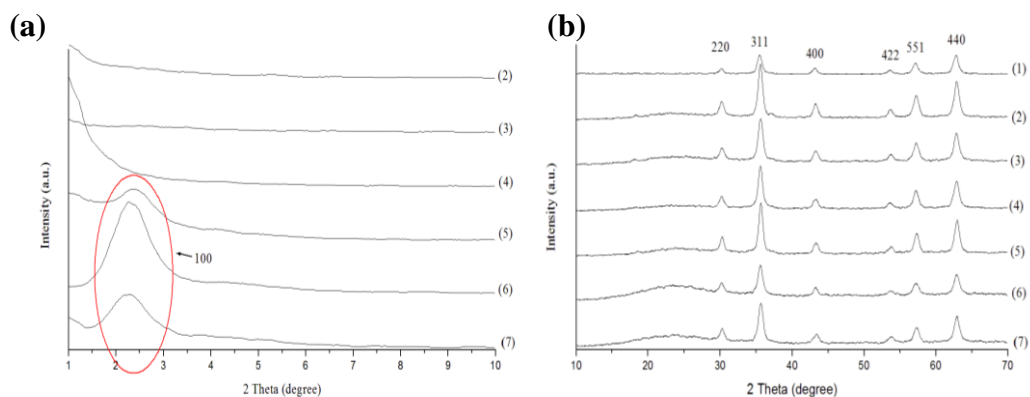 (a)
Intensity (a.u.)
(2)
(3)
(4)
(5)
100
(6)
(7)
1 2 3 4 5 6 7 8 9 10
2 Theta (degree)
(b)
Intensity (a.u.)
220 311 400 422 551 440
(1)
(2)
(3)
(4)
(5)
(6)
(7)
10 20 30 40 50 60 70
2 Theta (degree)